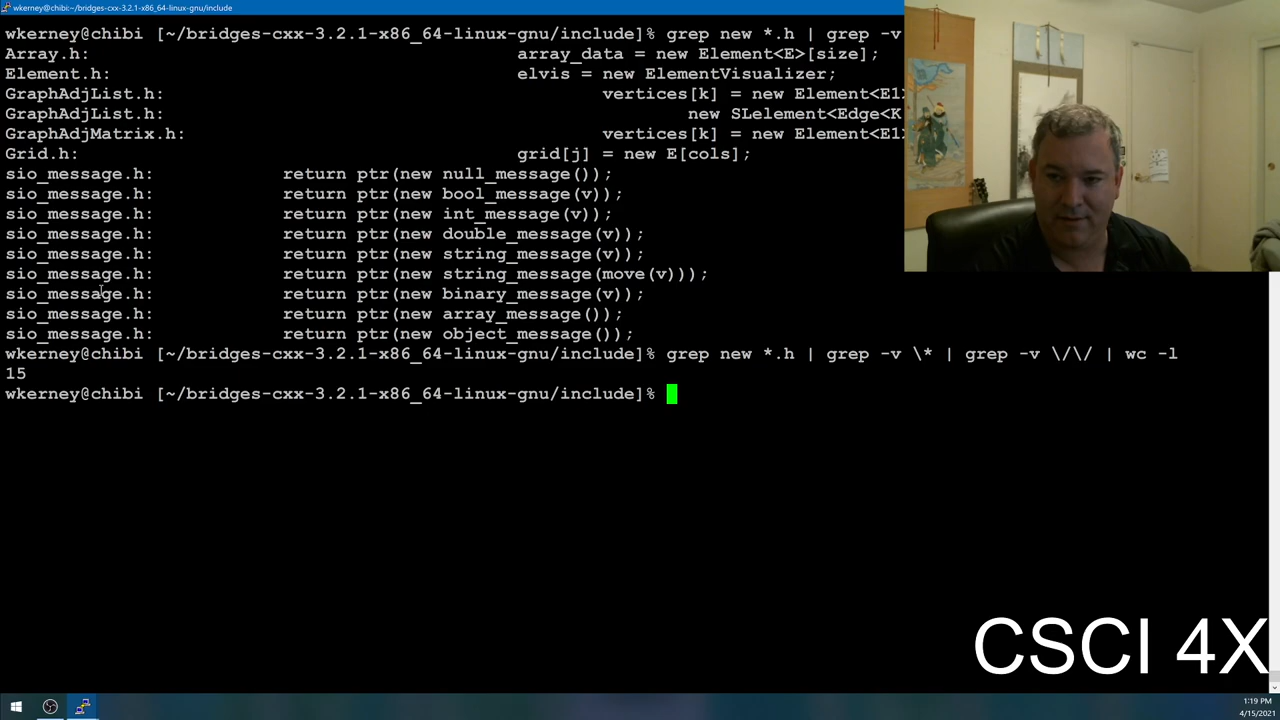 wkerney@chibi:~/bridges-cxx-3.2.1-x86_64-linux-gnu/include
wkerney@chibi [~/bridges-cxx-3.2.1-x86_64-linux-gnu/include]% grep new *.h | grep -v
Array.h: array_data = new Element<E>[size];
Element.h: elvis = new ElementVisualizer;
GraphAdjList.h: vertices[k] = new Element<E1
GraphAdjList.h: new SLelement<Edge<K
GraphAdjMatrix.h: vertices[k] = new Element<E1
Grid.h: grid[j] = new E[cols];
sio_message.h: return ptr(new null_message());
sio_message.h: return ptr(new bool_message(v));
sio_message.h: return ptr(new int_message(v));
sio_message.h: return ptr(new double_message(v));
sio_message.h: return ptr(new string_message(v));
sio_message.h: return ptr(new string_message(move(v)));
sio_message.h: return ptr(new binary_message(v));
sio_message.h: return ptr(new array_message());
sio_message.h: return ptr(new object_message());
wkerney@chibi [~/bridges-cxx-3.2.1-x86_64-linux-gnu/include]% grep new *.h | grep -v \* | grep -v \/\/ | wc -l
15
wkerney@chibi [~/bridges-cxx-3.2.1-x86_64-linux-gnu/include]%
CSCI 4X
1:19 PM
4/15/2021